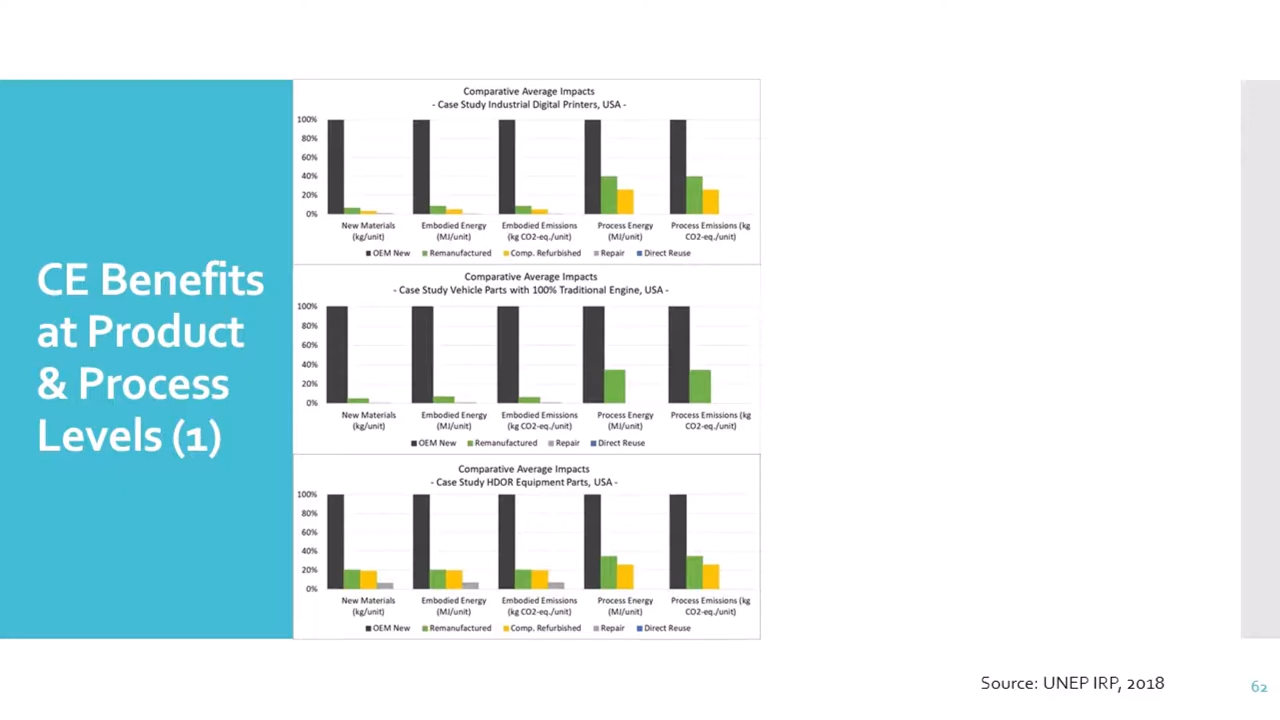 CE Benefits
at Product
& Process
Levels (1)
Comparative Average Impacts
- Case Study Industrial Digital Printers, USA -
100%
80%
60%
40%
20%
0%
New Materials (kg/unit)
Embodied Energy (MJ/unit)
Embodied Emissions (kg CO2-eq./unit)
Process Energy (MJ/unit)
Process Emissions (kg CO2-eq./unit)
OEM New Remanufactured Comp. Refurbished Repair Direct Reuse
Comparative Average Impacts
- Case Study Vehicle Parts with 100% Traditional Engine, USA -
100%
80%
60%
40%
20%
0%
New Materials (kg/unit)
Embodied Energy (MJ/unit)
Embodied Emissions (kg CO2-eq./unit)
Process Energy (MJ/unit)
Process Emissions (kg CO2-eq./unit)
OEM New Remanufactured Repair Direct Reuse
Comparative Average Impacts
- Case Study HDOR Equipment Parts, USA -
100%
80%
60%
40%
20%
0%
New Materials (kg/unit)
Embodied Energy (MJ/unit)
Embodied Emissions (kg CO2-eq./unit)
Process Energy (MJ/unit)
Process Emissions (kg CO2-eq./unit)
OEM New Remanufactured Comp. Refurbished Repair Direct Reuse
Source: UNEP IRP, 2018
62